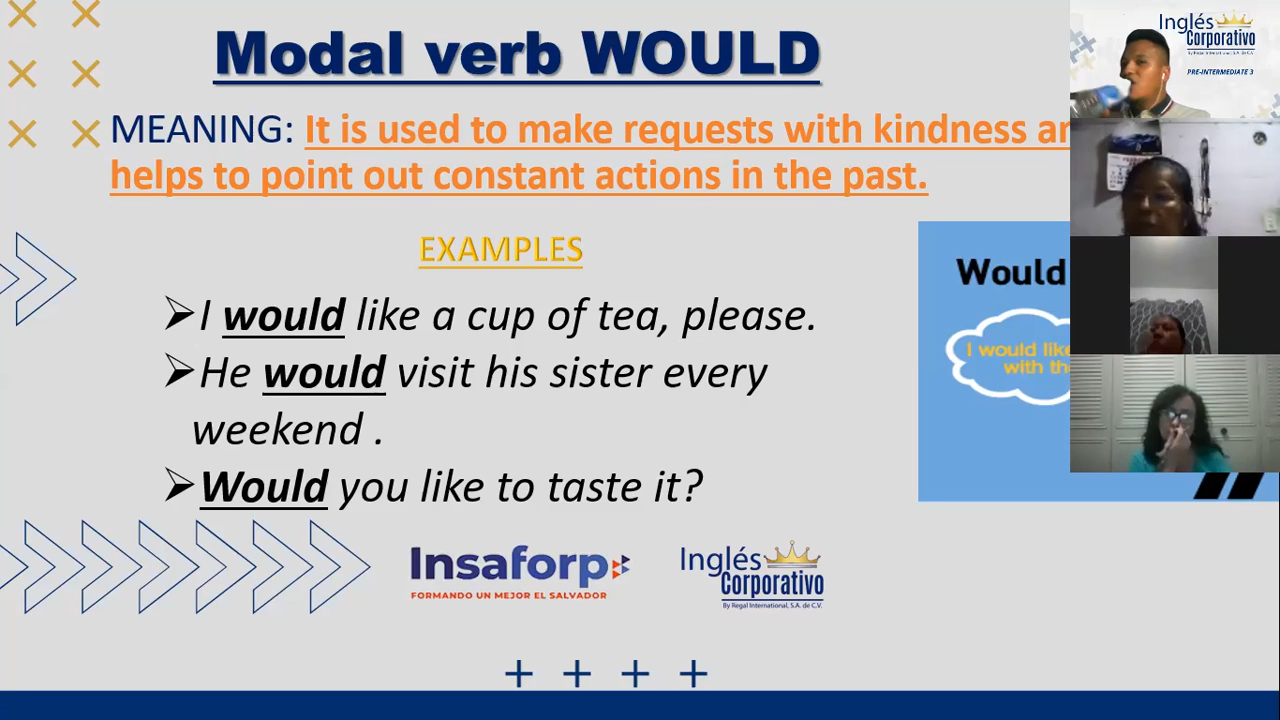 Modal verb WOULD
MEANING: It is used to make requests with kindness
helps to point out constant actions in the past.
EXAMPLES
➢I would like a cup of tea, please.
➢He would visit his sister every
weekend .
➢Would you like to taste it?
Would
I would
with
Insaforp
FORMANDO UN MEJOR EL SALVADOR
Inglés
Corporativo
By Regal International, S.A. de C.V.
Inglés
Corporativo
By Regal International, S.A. de C.V.
PRE-INTERMEDIATE 3